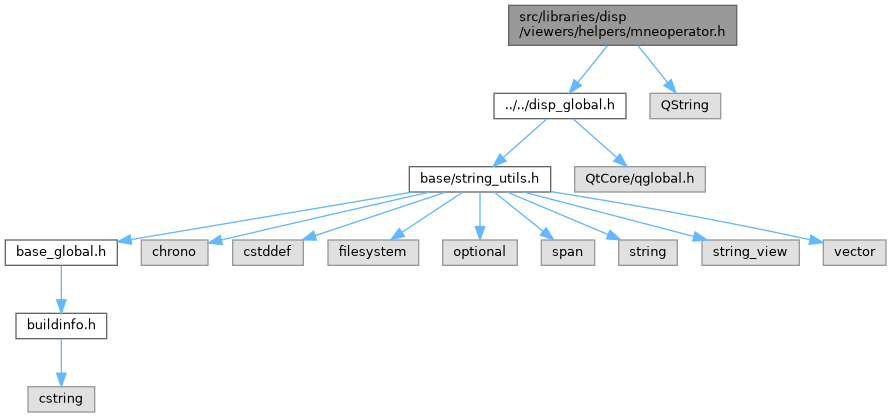 src/libraries/disp
/viewers/helpers/mneoperator.h
../../disp_global.h
QString
base/string_utils.h
QtCore/qglobal.h
base_global.h
chrono
cstddef
filesystem
optional
span
string
string_view
vector
buildinfo.h
cstring